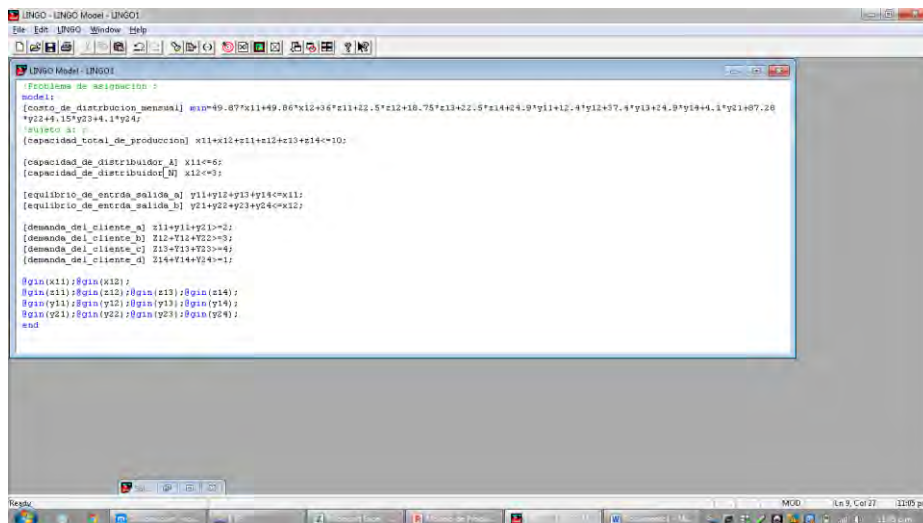 LINGO - LINGO Model - LINGO1
File Edit LINGO Window Help
LINGO Model - LINGO1
!Problema de asignacion ;
model:
[costo_de_distrbucion_mensual] min=49.87*x11+49.86*x12+36*z11+22.5*z12+18.75*z13+22.5*z14+24.9*y11+12.4*y12+37.4*y13+24.9*y14+4.1*y21+87.28
*y22+4.15*y23+4.1*y24;
!sujeto a: ;
[capacidad_total_de_produccion] x11+x12+z11+z12+z13+z14<=10;
[capacidad_de_distribuidor_A] x11<=6;
[capacidad_de_distribuidor_N] x12<=3;
[equlibrio_de_entrda_salida_a] y11+y12+y13+y14<=x11;
[equlibrio_de_entrda_salida_b] y21+y22+y23+y24<=x12;
[demanda_del_cliente_a] z11+y11+y21>=2;
[demanda_del_cliente_b] Z12+Y12+Y22>=3;
[demanda_del_cliente_c] Z13+Y13+Y23>=4;
[demanda_del_cliente_d] Z14+Y14+Y24>=1;
@gin(x11);@gin(x12);
@gin(z11);@gin(z12);@gin(z13);@gin(z14);
@gin(y11);@gin(y12);@gin(y13);@gin(y14);
@gin(y21);@gin(y22);@gin(y23);@gin(y24);
end
Ready
MOD
Ln 9, Col 27
11:05 p